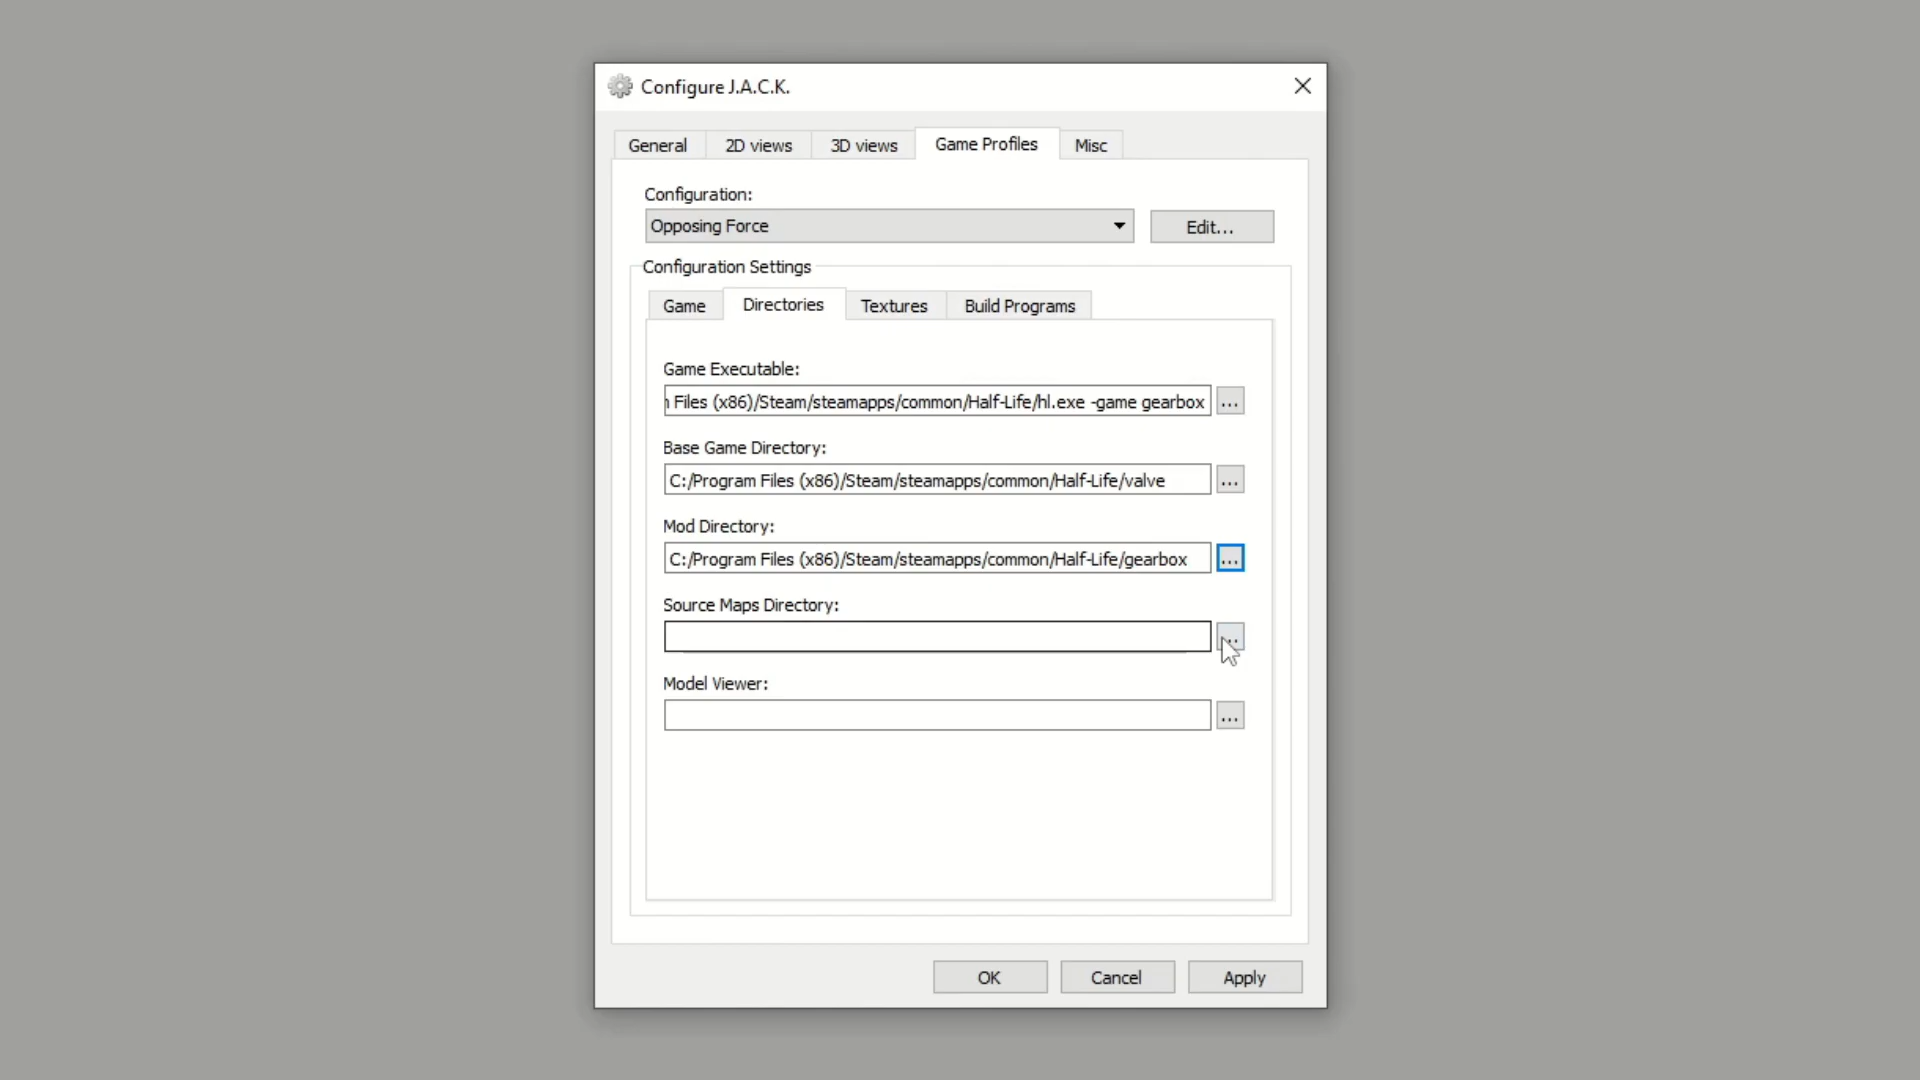 Configure J.A.C.K.
General 2D views 3D views Game Profiles Misc
Configuration:
Opposing Force Edit...
Configuration Settings
Game Directories Textures Build Programs
Game Executable:
Files (x86)/Steam/steamapps/common/Half-Life/hl.exe -game gearbox ...
Base Game Directory:
C:/Program Files (x86)/Steam/steamapps/common/Half-Life/valve ...
Mod Directory:
C:/Program Files (x86)/Steam/steamapps/common/Half-Life/gearbox ...
Source Maps Directory:
...
Model Viewer:
...
OK Cancel Apply